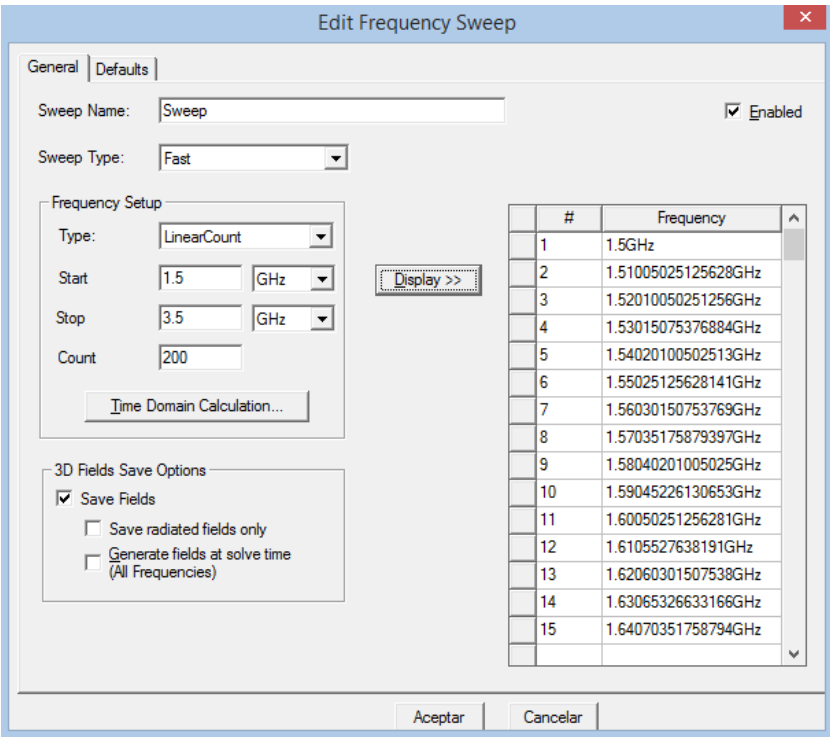 Edit Frequency Sweep
General
Defaults
Sweep Name:
Sweep
Enabled
Sweep Type:
Fast
Frequency Setup
Type:
LinearCount
Start
1.5
GHz
Stop
3.5
GHz
Count
200
Time Domain Calculation...
Display >>
# Frequency
1 1.5GHz
2 1.51005025125628GHz
3 1.52010050251256GHz
4 1.53015075376884GHz
5 1.54020100502513GHz
6 1.55025125628141GHz
7 1.56030150753769GHz
8 1.57035175879397GHz
9 1.58040201005025GHz
10 1.59045226130653GHz
11 1.60050251256281GHz
12 1.6105527638191GHz
13 1.62060301507538GHz
14 1.63065326633166GHz
15 1.64070351758794GHz
3D Fields Save Options
Save Fields
Save radiated fields only
Generate fields at solve time
(All Frequencies)
Aceptar
Cancelar